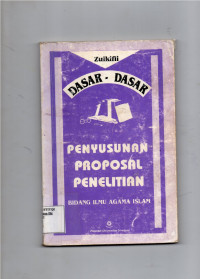 Zulkifli
DASAR - DASAR
PENYUSUNAN
PROPOSAL
PENELITIAN
BIDANG ILMU AGAMA ISLAM